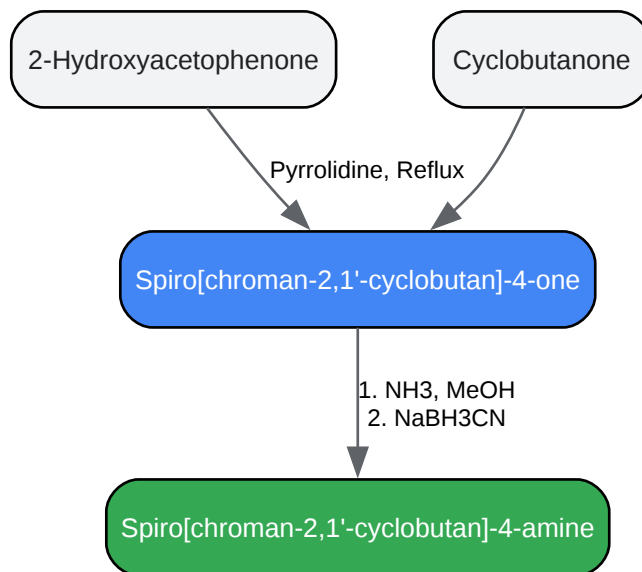 2-Hydroxyacetophenone
Cyclobutanone
Pyrrolidine, Reflux
Spiro[chroman-2,1'-cyclobutan]-4-one
1. NH3, MeOH
2. NaBH3CN
Spiro[chroman-2,1'-cyclobutan]-4-amine